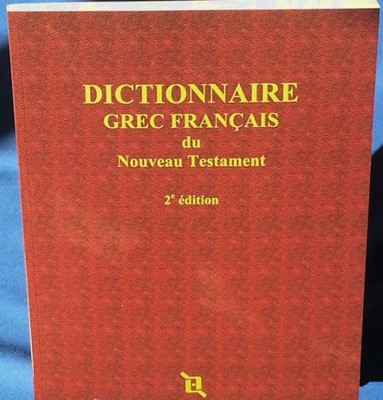 DICTIONNAIRE
GREC FRANÇAIS
du
Nouveau Testament
2e édition